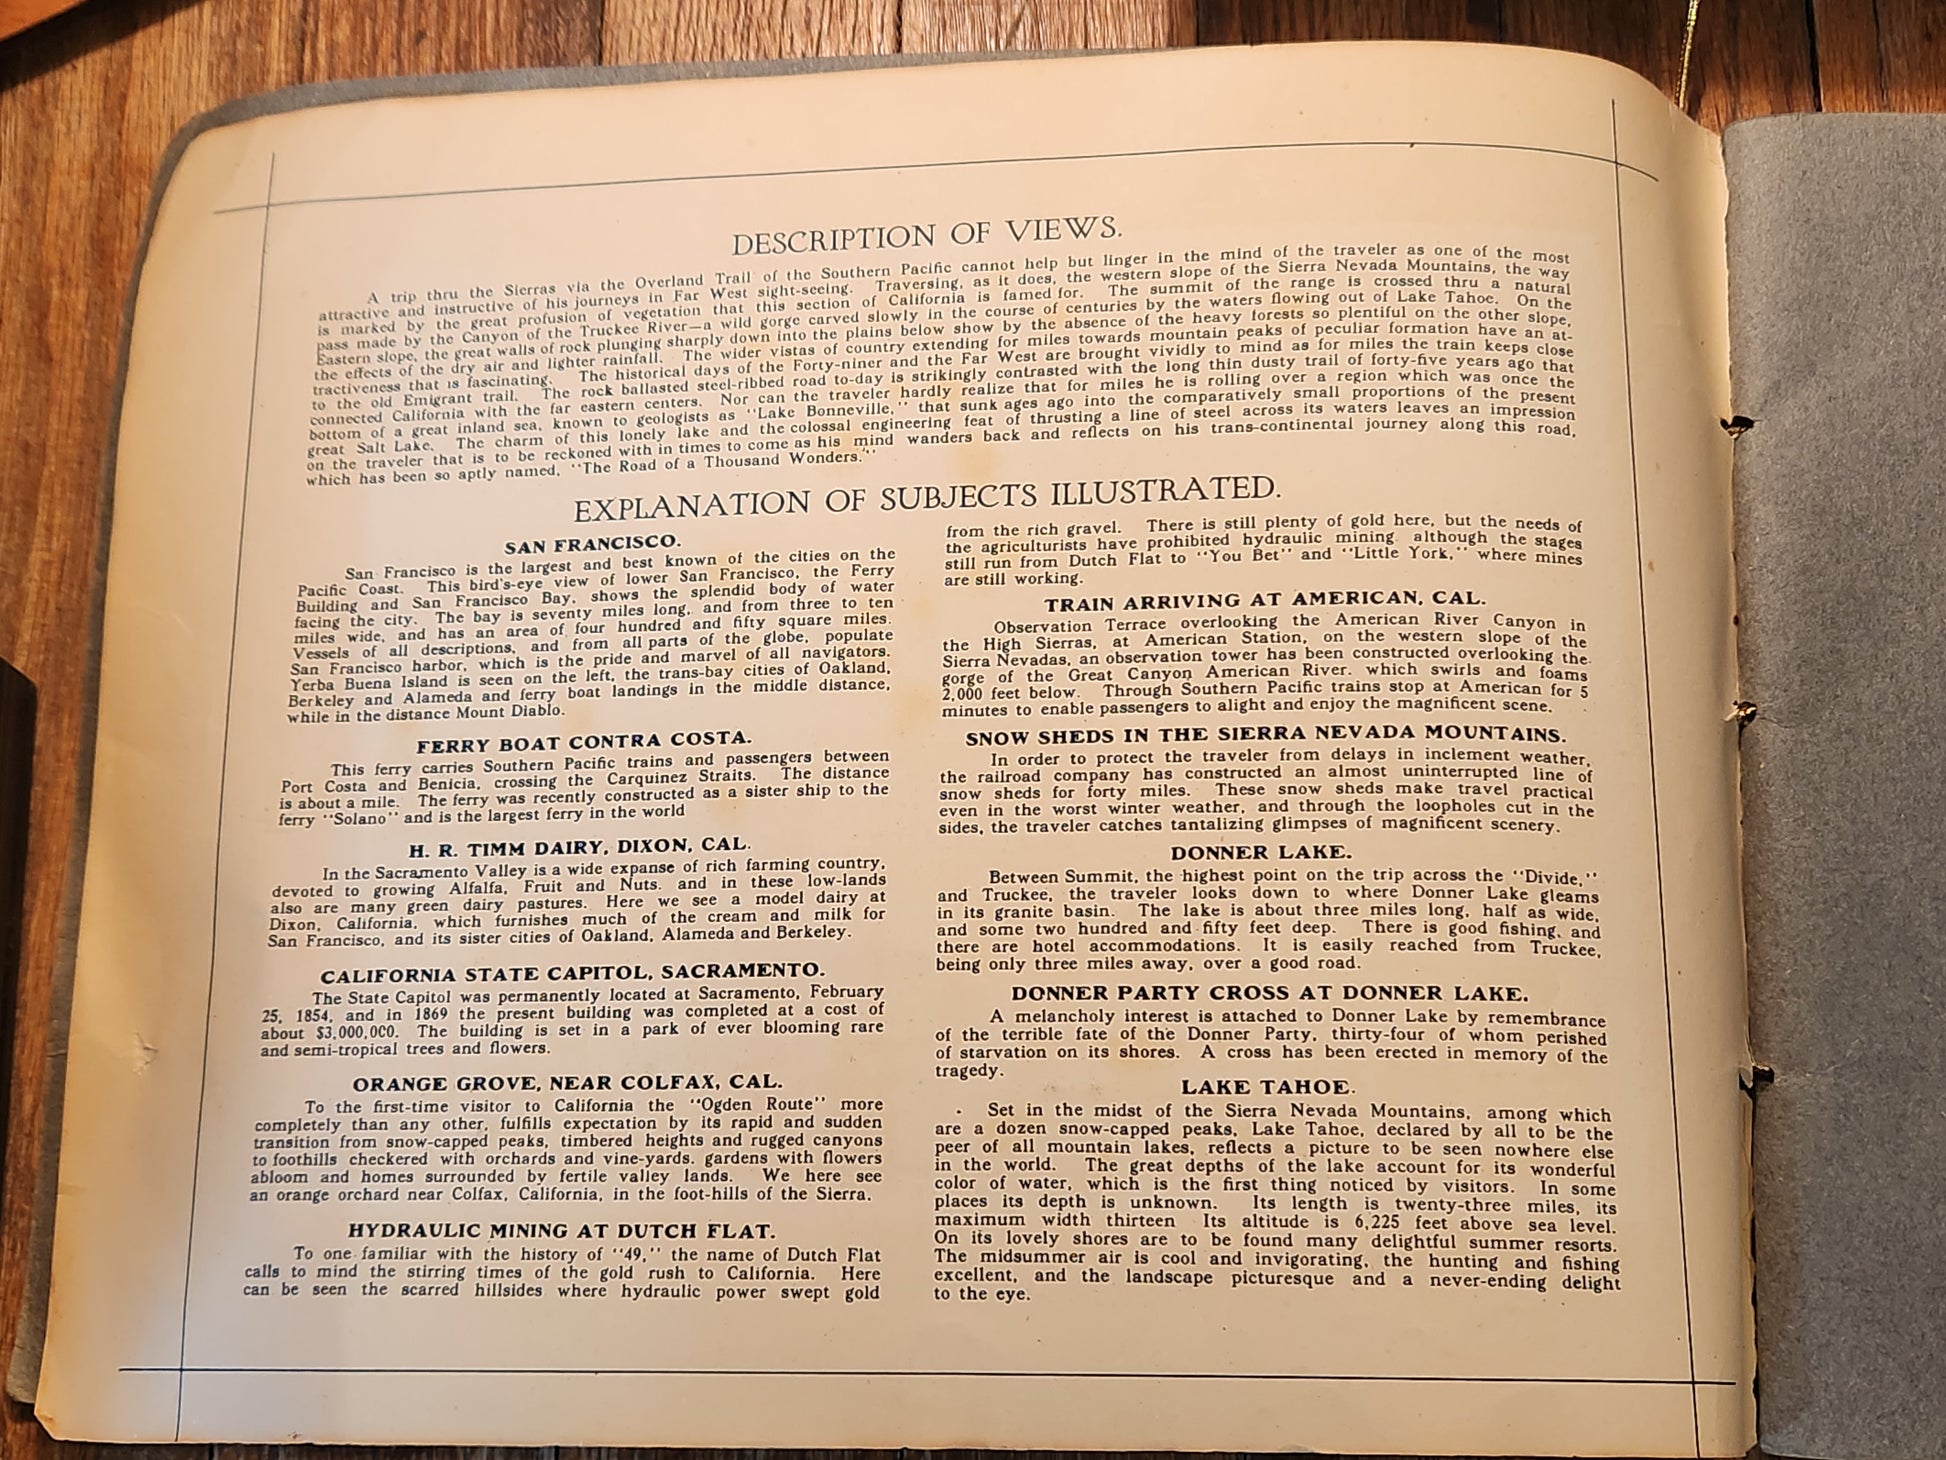 DESCRIPTION OF VIEWS.
A trip thru the Sierras via the Overland Trail of the Southern Pacific cannot help but linger in the mind of the traveler as one of the most
attractive and instructive of his journeys in Far West sight-seeing. Traversing, as it does, the western slope of the Sierra Nevada Mountains, the way
is marked by the great profusion of vegetation that this section of California is famed for. The summit of the range is crossed thru a natural
pass made by the Canyon of the Truckee River—a wild gorge carved slowly in the course of centuries by the waters flowing out of Lake Tahoe. On the
Eastern slope, the great walls of rock plunging sharply down into the plains below show by the absence of the heavy forests so plentiful on the other slope,
the effects of the dry air and lighter rainfall. The wider vistas of country extending for miles towards mountain peaks of peculiar formation have an at-
tractiveness that is fascinating. The historical days of the Forty-niner and the Far West are brought vividly to mind as for miles the train keeps close
to the old Emigrant trail. The rock ballasted steel-ribbed road to-day is strikingly contrasted with the long thin dusty trail of forty-five years ago that
connected California with the far eastern centers. Nor can the traveler hardly realize that for miles he is rolling over a region which was once the
bottom of a great inland sea, known to geologists as "Lake Bonneville," that sunk ages ago into the comparatively small proportions of the present
great Salt Lake. The charm of this lonely lake and the colossal engineering feat of thrusting a line of steel across its waters leaves an impression
on the traveler that is to be reckoned with in times to come as his mind wanders back and reflects on his trans-continental journey along this road,
which has been so aptly named, "The Road of a Thousand Wonders."
EXPLANATION OF SUBJECTS ILLUSTRATED.
SAN FRANCISCO.
San Francisco is the largest and best known of the cities on the
Pacific Coast. This bird's-eye view of lower San Francisco, the Ferry
Building and San Francisco Bay, shows the splendid body of water
facing the city. The bay is seventy miles long, and from three to ten
miles wide, and has an area of four hundred and fifty square miles.
Vessels of all descriptions, and from all parts of the globe, populate
San Francisco harbor, which is the pride and marvel of all navigators.
Yerba Buena Island is seen on the left, the trans-bay cities of Oakland,
Berkeley and Alameda and ferry boat landings in the middle distance,
while in the distance Mount Diablo.
FERRY BOAT CONTRA COSTA.
This ferry carries Southern Pacific trains and passengers between
Port Costa and Benicia, crossing the Carquinez Straits. The distance
is about a mile. The ferry was recently constructed as a sister ship to the
ferry "Solano" and is the largest ferry in the world
H. R. TIMM DAIRY, DIXON, CAL.
In the Sacramento Valley is a wide expanse of rich farming country,
devoted to growing Alfalfa, Fruit and Nuts. and in these low-lands
also are many green dairy pastures. Here we see a model dairy at
Dixon, California, which furnishes much of the cream and milk for
San Francisco, and its sister cities of Oakland, Alameda and Berkeley.
CALIFORNIA STATE CAPITOL, SACRAMENTO.
The State Capitol was permanently located at Sacramento, February
25, 1854, and in 1869 the present building was completed at a cost of
about $3,000,000. The building is set in a park of ever blooming rare
and semi-tropical trees and flowers.
ORANGE GROVE, NEAR COLFAX, CAL.
To the first-time visitor to California the "Ogden Route" more
completely than any other, fulfills expectation by its rapid and sudden
transition from snow-capped peaks, timbered heights and rugged canyons
to foothills checkered with orchards and vine-yards. gardens with flowers
abloom and homes surrounded by fertile valley lands. We here see
an orange orchard near Colfax, California, in the foot-hills of the Sierra.
HYDRAULIC MINING AT DUTCH FLAT.
To one familiar with the history of "49," the name of Dutch Flat
calls to mind the stirring times of the gold rush to California. Here
can be seen the scarred hillsides where hydraulic power swept gold
from the rich gravel. There is still plenty of gold here, but the needs of
the agriculturists have prohibited hydraulic mining although the stages
still run from Dutch Flat to "You Bet" and "Little York," where mines
are still working.
TRAIN ARRIVING AT AMERICAN, CAL.
Observation Terrace overlooking the American River Canyon in
the High Sierras, at American Station, on the western slope of the
Sierra Nevadas, an observation tower has been constructed overlooking the
gorge of the Great Canyon American River. which swirls and foams
2,000 feet below. Through Southern Pacific trains stop at American for 5
minutes to enable passengers to alight and enjoy the magnificent scene.
SNOW SHEDS IN THE SIERRA NEVADA MOUNTAINS.
In order to protect the traveler from delays in inclement weather,
the railroad company has constructed an almost uninterrupted line of
snow sheds for forty miles. These snow sheds make travel practical
even in the worst winter weather, and through the loopholes cut in the
sides, the traveler catches tantalizing glimpses of magnificent scenery.
DONNER LAKE.
Between Summit, the highest point on the trip across the "Divide,"
and Truckee, the traveler looks down to where Donner Lake gleams
in its granite basin. The lake is about three miles long, half as wide,
and some two hundred and fifty feet deep. There is good fishing, and
there are hotel accommodations. It is easily reached from Truckee,
being only three miles away, over a good road.
DONNER PARTY CROSS AT DONNER LAKE.
A melancholy interest is attached to Donner Lake by remembrance
of the terrible fate of the Donner Party, thirty-four of whom perished
of starvation on its shores. A cross has been erected in memory of the
tragedy.
LAKE TAHOE.
Set in the midst of the Sierra Nevada Mountains, among which
are a dozen snow-capped peaks, Lake Tahoe, declared by all to be the
peer of all mountain lakes, reflects a picture to be seen nowhere else
in the world. The great depths of the lake account for its wonderful
color of water, which is the first thing noticed by visitors. In some
places its depth is unknown. Its length is twenty-three miles, its
maximum width thirteen Its altitude is 6,225 feet above sea level.
On its lovely shores are to be found many delightful summer resorts.
The midsummer air is cool and invigorating, the hunting and fishing
excellent, and the landscape picturesque and a never-ending delight
to the eye.